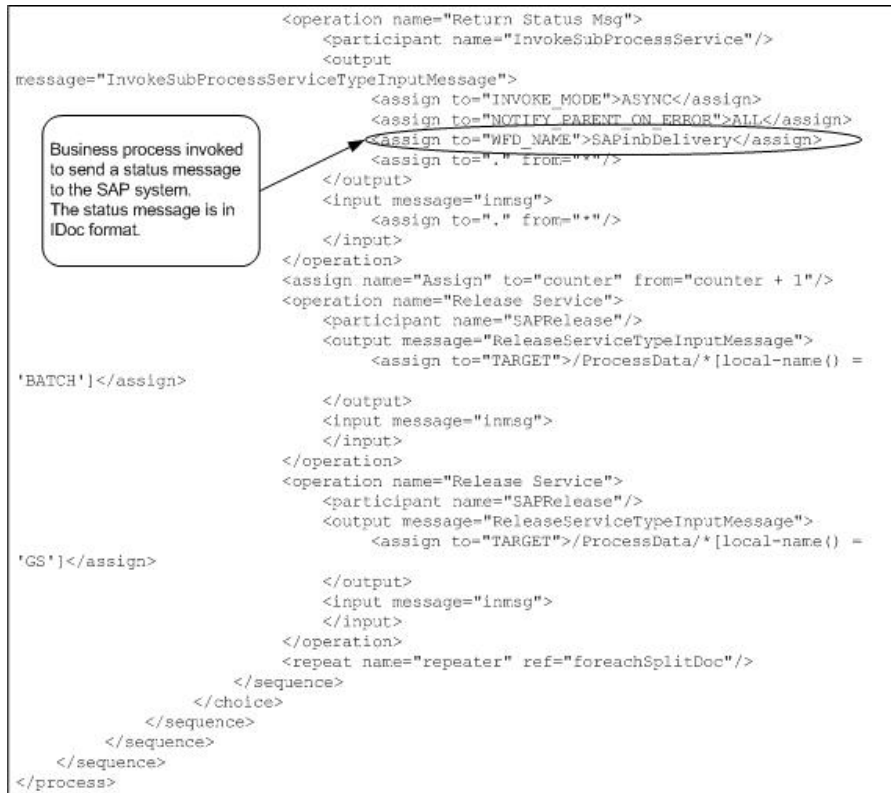 <operation name="Return Status Msg">
<participant name="InvokeSubProcessService"/>
<output
message="InvokeSubProcessServiceTypeInputMessage">
<assign to="INVOKE_MODE">ASYNC</assign>
<assign to="NOTIFY_PARENT_ON_ERROR">ALL</assign>
<assign to="WFD_NAME">SAPinbDelivery</assign>
<assign to="." from="*"/>
</output>
<input message="inmsg">
<assign to="." from="*"/>
</input>
</operation>
Business process invoked
to send a status message
to the SAP system.
The status message is in
IDoc format.
<assign name="Assign" to="counter" from="counter + 1"/>
<operation name="Release Service">
<participant name="SAPRelease"/>
<output message="ReleaseServiceTypeInputMessage">
<assign to="TARGET">/ProcessData/*[local-name() =
'BATCH']</assign>
</output>
<input message="inmsg">
</input>
</operation>
<operation name="Release Service">
<participant name="SAPRelease"/>
<output message="ReleaseServiceTypeInputMessage">
<assign to="TARGET">/ProcessData/*[local-name() =
'GS']</assign>
</output>
<input message="inmsg">
</input>
</operation>
<repeat name="repeater" ref="foreachSplitDoc"/>
</sequence>
</choice>
</sequence>
</sequence>
</sequence>
</process>